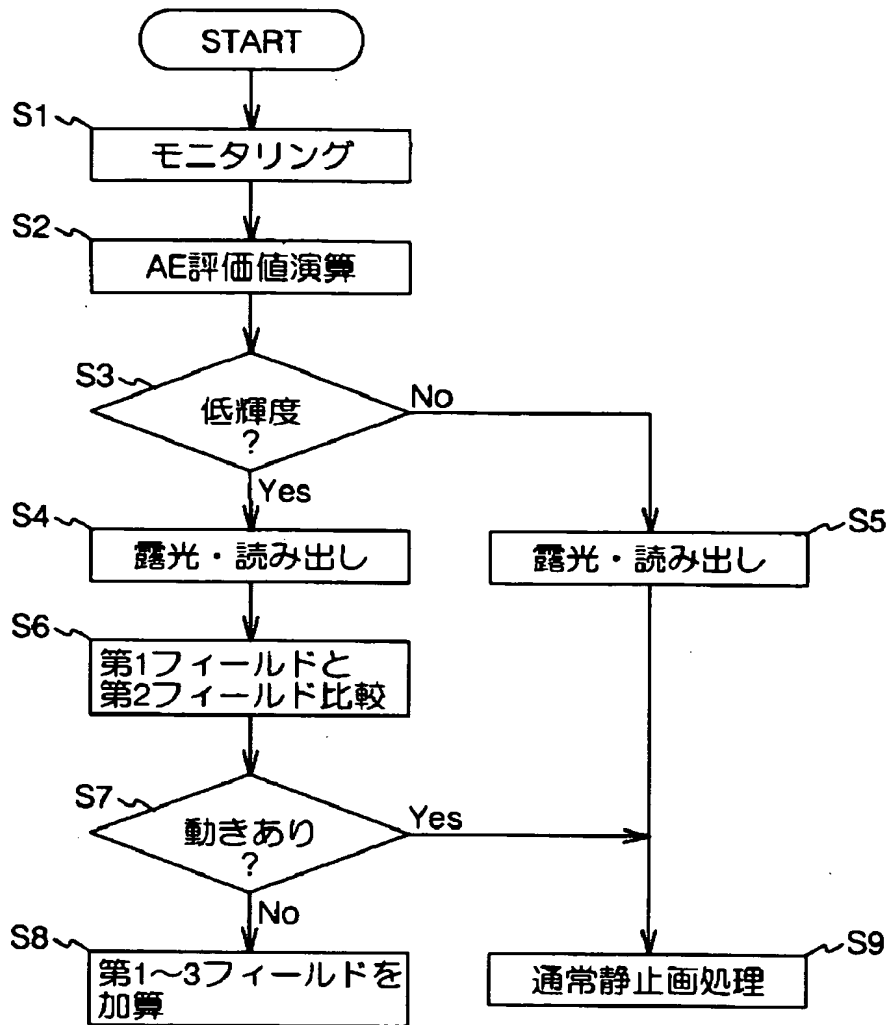 START
S1
モニタリング
S2
AE評価値演算
S3
低輝度
?
No
Yes
S4
露光・読み出し
S5
露光・読み出し
S6
第1フィールドと
第2フィールド比較
S7
動きあり
?
Yes
No
S8
第1～3フィールドを
加算
S9
通常静止画処理